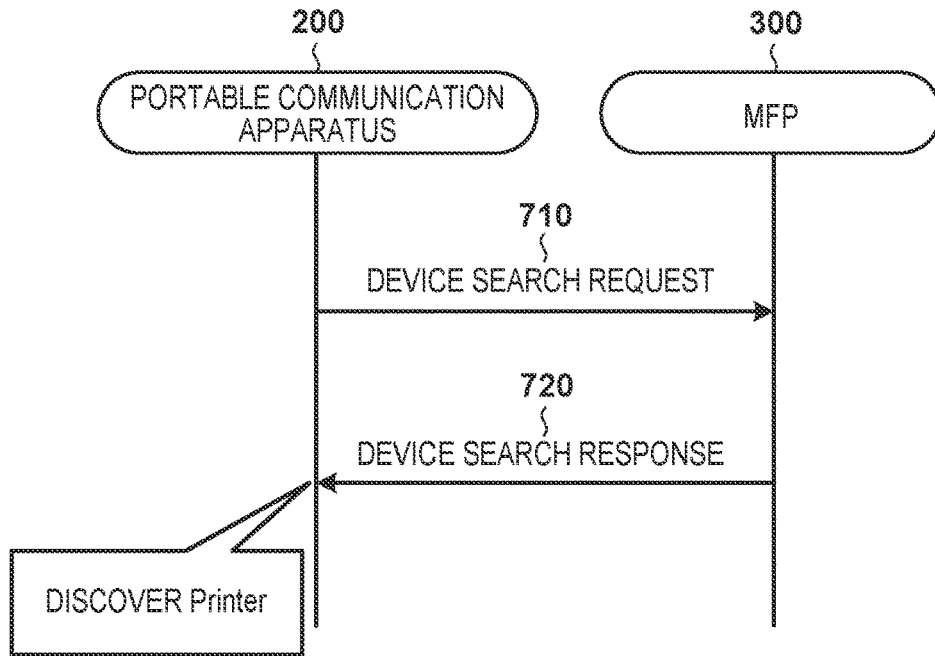 200
300
PORTABLE COMMUNICATION
APPARATUS
MFP
710
DEVICE SEARCH REQUEST
720
DEVICE SEARCH RESPONSE
DISCOVER Printer